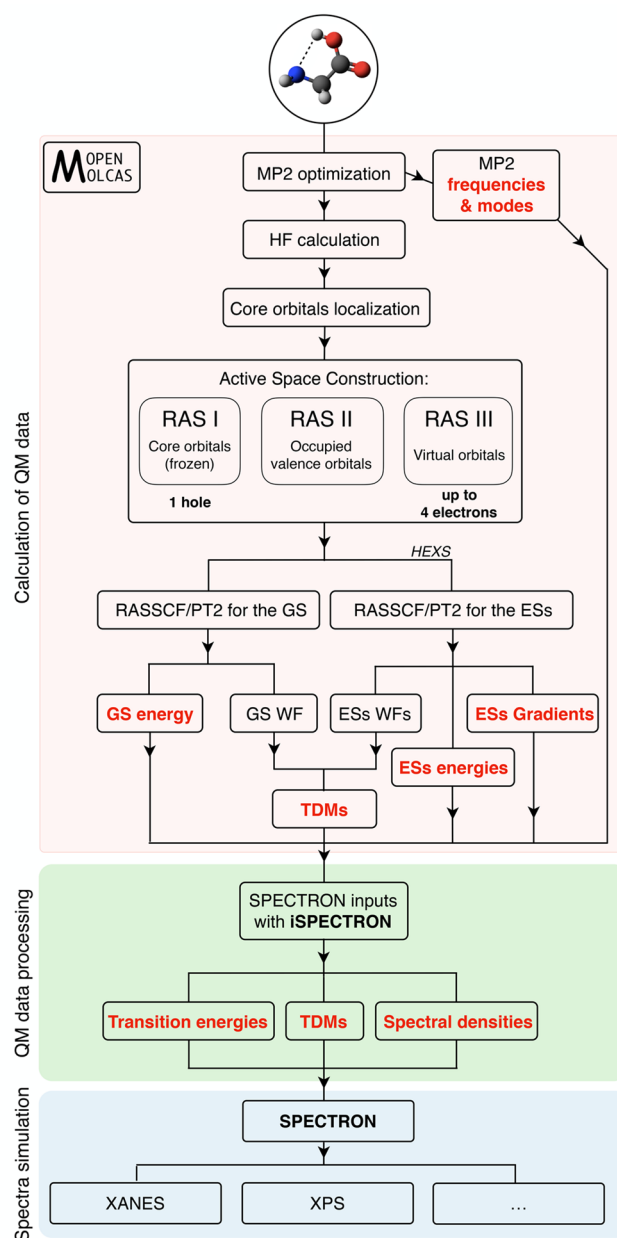 OPEN
MOLCAS
MP2 optimization
MP2
frequencies
& modes
HF calculation
Core orbitals localization
Active Space Construction:
RAS I
Core orbitals
(frozen)
1 hole
RAS II
Occupied
valence orbitals
RAS III
Virtual orbitals
up to
4 electrons
HEXS
RASSCF/PT2 for the GS
RASSCF/PT2 for the ESs
GS energy
GS WF
ESs WFs
ESs Gradients
ESs energies
TDMs
Calculation of QM data
SPECTRON inputs
with iSPECTRON
Transition energies
TDMs
Spectral densities
QM data processing
SPECTRON
XANES
XPS
...
Spectra simulation